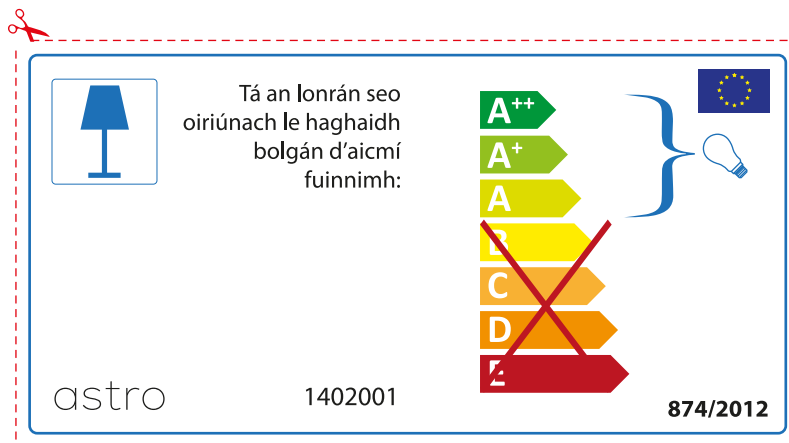 Tá an lonrán seo
oiriúnach le haghaidh
bolgán d'aicmí
fuinnimh:
A++
A+
A
B
C
D
E
astro
1402001
874/2012